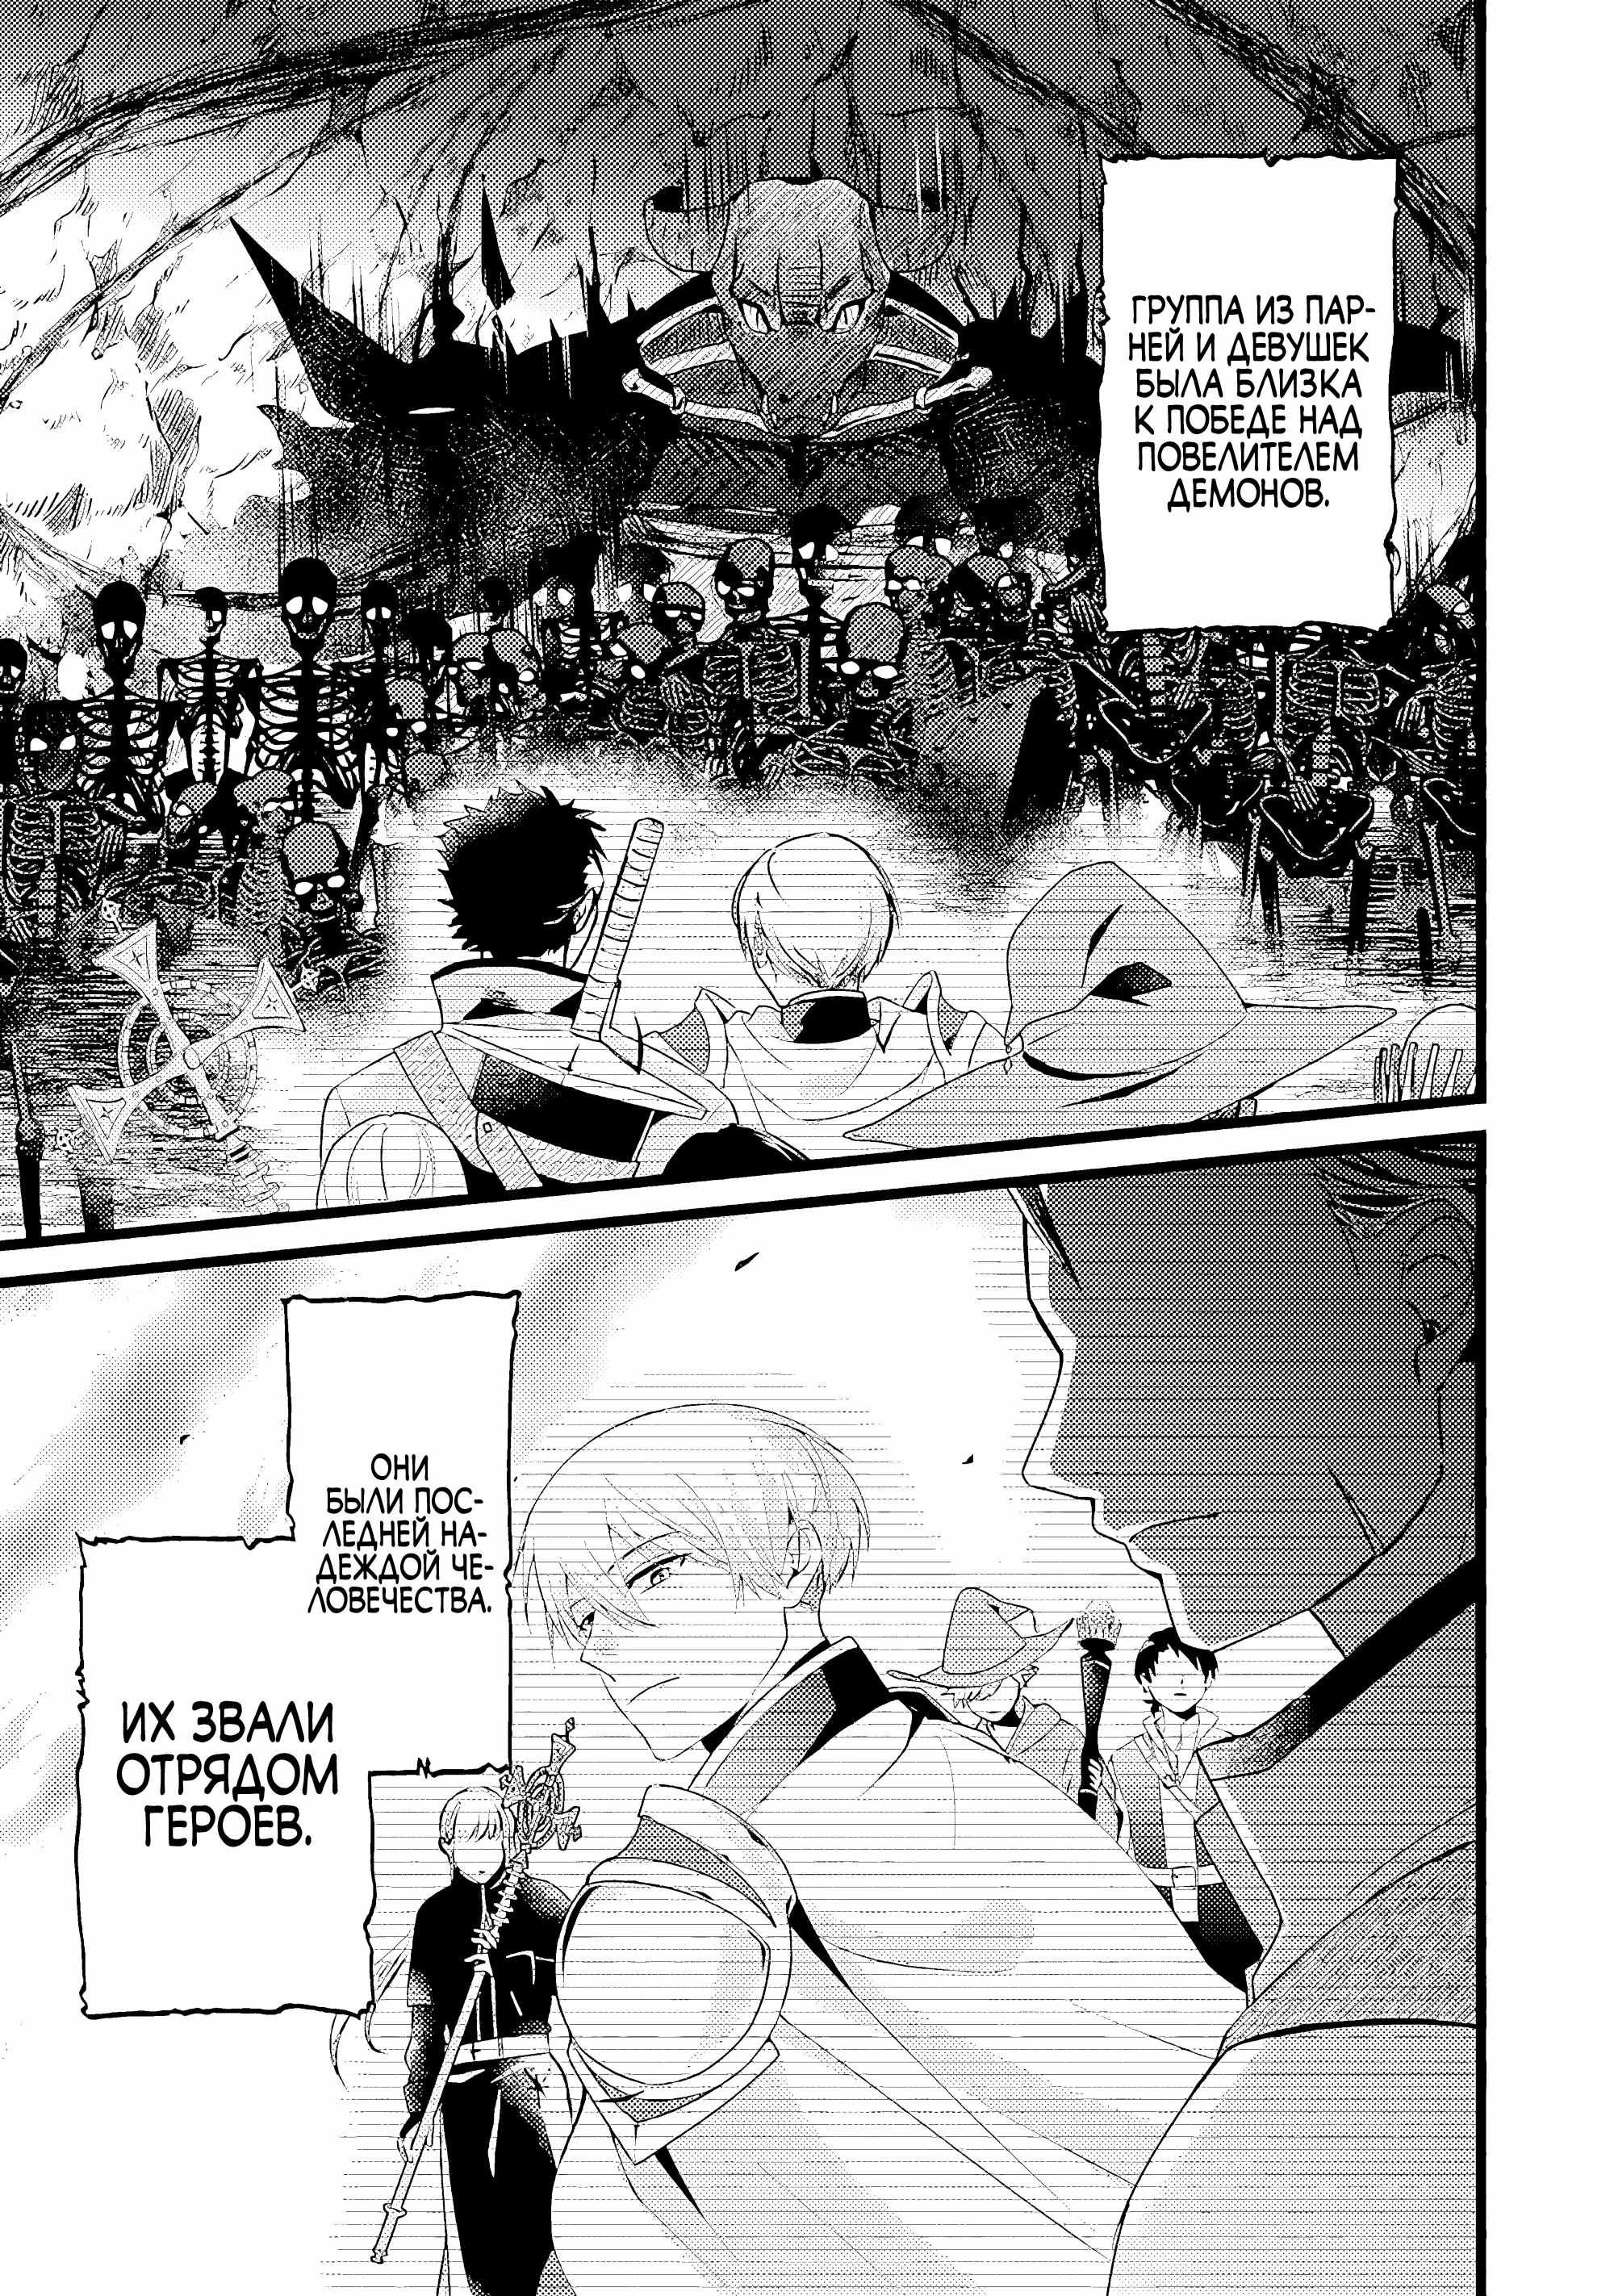 ГРУППА ИЗ ПАР-
НЕЙ И ДЕВУШЕК
БЫЛА БЛИЗКА
К ПОБЕДЕ НАД
ПОВЕЛИТЕЛЕМ
ДЕМОНОВ.
ОНИ
БЫЛИ ПОС-
ЛЕДНЕЙ НА-
ДЕЖДОЙ ЧЕ-
ЛОВЕЧЕСТВА.
ИХ ЗВАЛИ
ОТРЯДОМ
ГЕРОЕВ.